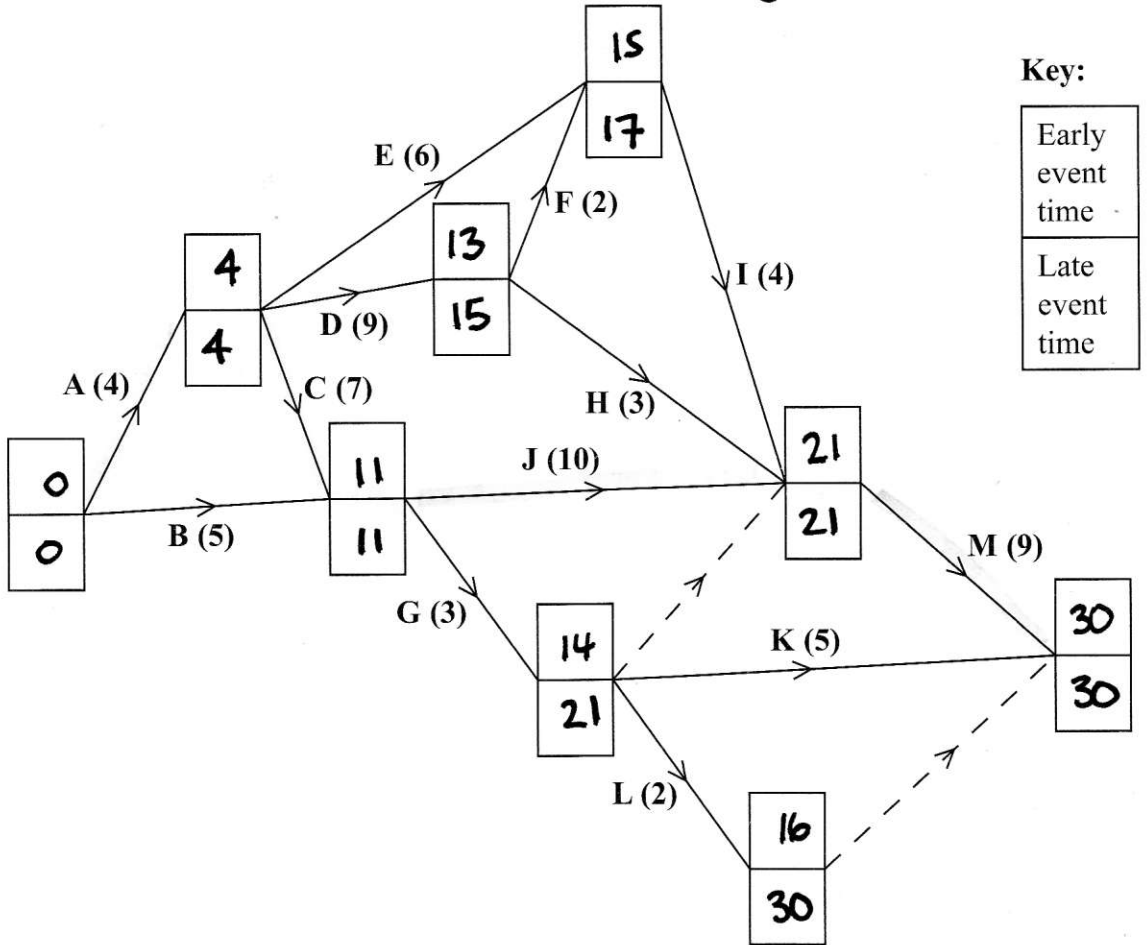 15
17
Key:
Early
event
time
Late
event
time
E (6)
F (2)
I (4)
13
15
4
4
D (9)
A (4)
C (7)
H (3)
21
21
J (10)
11
11
0
0
B (5)
M (9)
G (3)
14
21
K (5)
30
30
L (2)
16
30